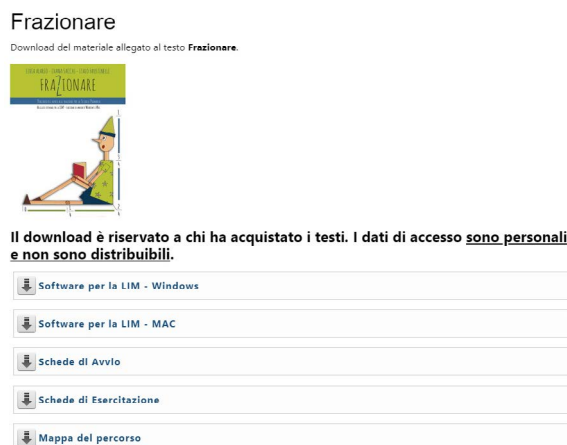 Frazionare
Download del materiale allegato al testo Frazionare.
FRAZIONARE
Il download è riservato a chi ha acquistato i testi. I dati di accesso sono personali
e non sono distribuibili.
Software per la LIM - Windows
Software per la LIM - MAC
Schede di Avvio
Schede di Esercitazione
Mappa del percorso